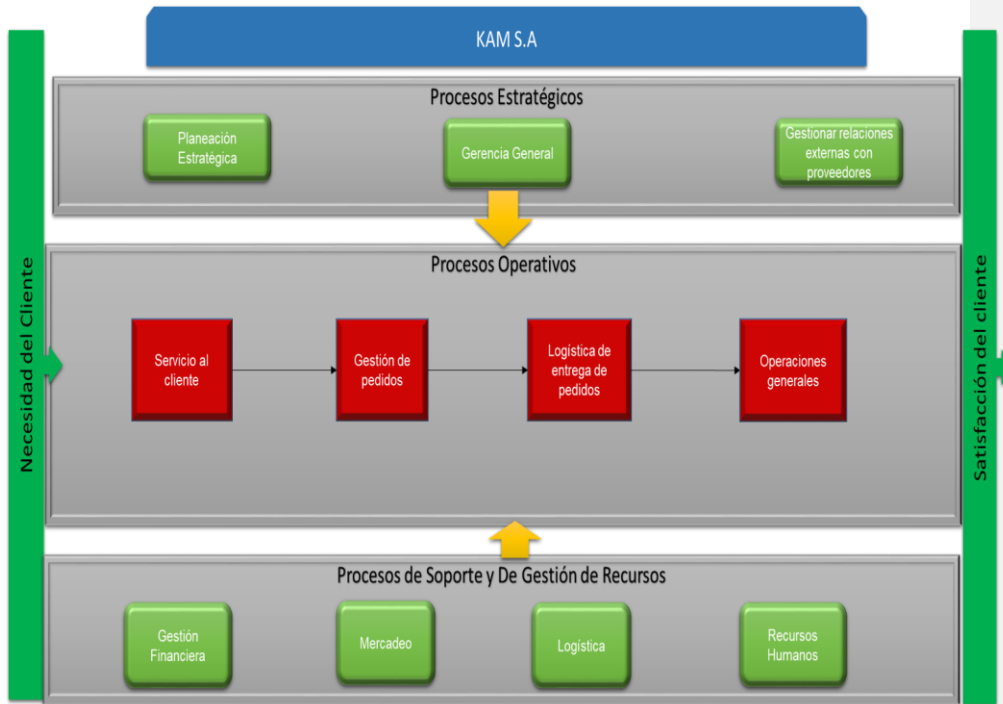 KAM S.A
Procesos Estratégicos
Planeación
Estratégica
Gerencia General
Gestionar relaciones
externas con
proveedores
Necesidad del Cliente
Procesos Operativos
Servicio al
cliente
Gestión de
pedidos
Logística de
entrega de
pedidos
Operaciones
generales
Satisfacción del cliente
Procesos de Soporte y De Gestión de Recursos
Gestión
Financiera
Mercadeo
Logística
Recursos
Humanos